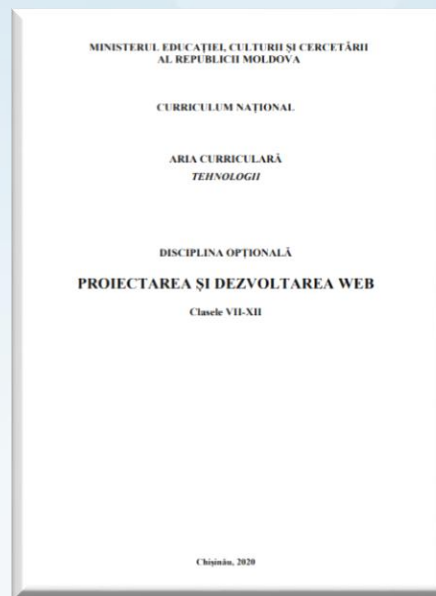 MINISTERUL EDUCAȚIEI, CULTURII ȘI CERCETĂRII
AL REPUBLICII MOLDOVA
CURRICULUM NAȚIONAL
ARIA CURRICULARĂ
TEHNOLOGII
DISCIPLINA OPȚIONALĂ
PROIECTAREA ȘI DEZVOLTAREA WEB
Clasele VII-XII
Chișinău, 2020